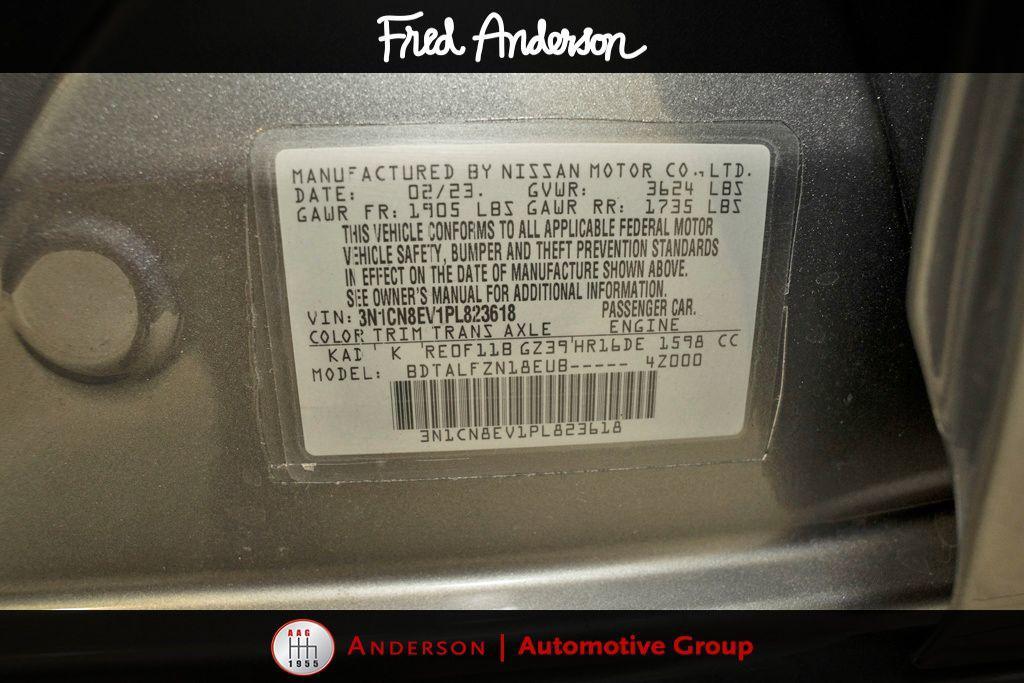 Fred Anderson
MANUFACTURED BY NISSAN MOTOR CO., LTD.
DATE: 02/23. GVWR: 3624 LBS
GAWR FR: 1905 LBS GAWR RR: 1735 LBS
THIS VEHICLE CONFORMS TO ALL APPLICABLE FEDERAL MOTOR
VEHICLE SAFETY, BUMPER AND THEFT PREVENTION STANDARDS
IN EFFECT ON THE DATE OF MANUFACTURE SHOWN ABOVE.
SEE OWNER'S MANUAL FOR ADDITIONAL INFORMATION.
VIN: 3N1CN8EV1PL823618 PASSENGER CAR.
COLOR TRIM TRANS AXLE ENGINE
KAD ' K 'RE0F11B GZ39'HR16DE 1598 CC
MODEL: BDTALFZN18EUB----- 4Z000
3N1CN8EV1PL823618
AAG
1955
ANDERSON | Automotive Group